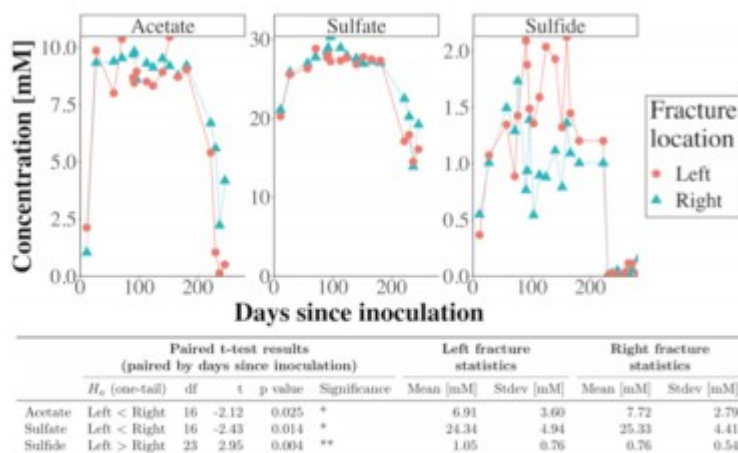 Acetate Sulfate Sulfide
Concentration [mM]
10.0
7.5
5.0
2.5
0.0
30
20
10
0
2.0
1.5
1.0
0.5
0.0
0 100 200 0 100 200 0 100 200
Days since inoculation
Fracture
location
Left
Right
Paired t-test results Left fracture Right fracture
(paired by days since inoculation) statistics statistics
Hₐ (one-tail) df t p value Significance Mean [mM] Stdev [mM] Mean [mM] Stdev [mM]
Acetate Left < Right 16 -2.12 0.025 * 6.91 3.60 7.72 2.79
Sulfate Left < Right 16 -2.43 0.014 * 24.34 4.94 25.33 4.41
Sulfide Left > Right 23 2.95 0.004 ** 1.05 0.76 0.76 0.54